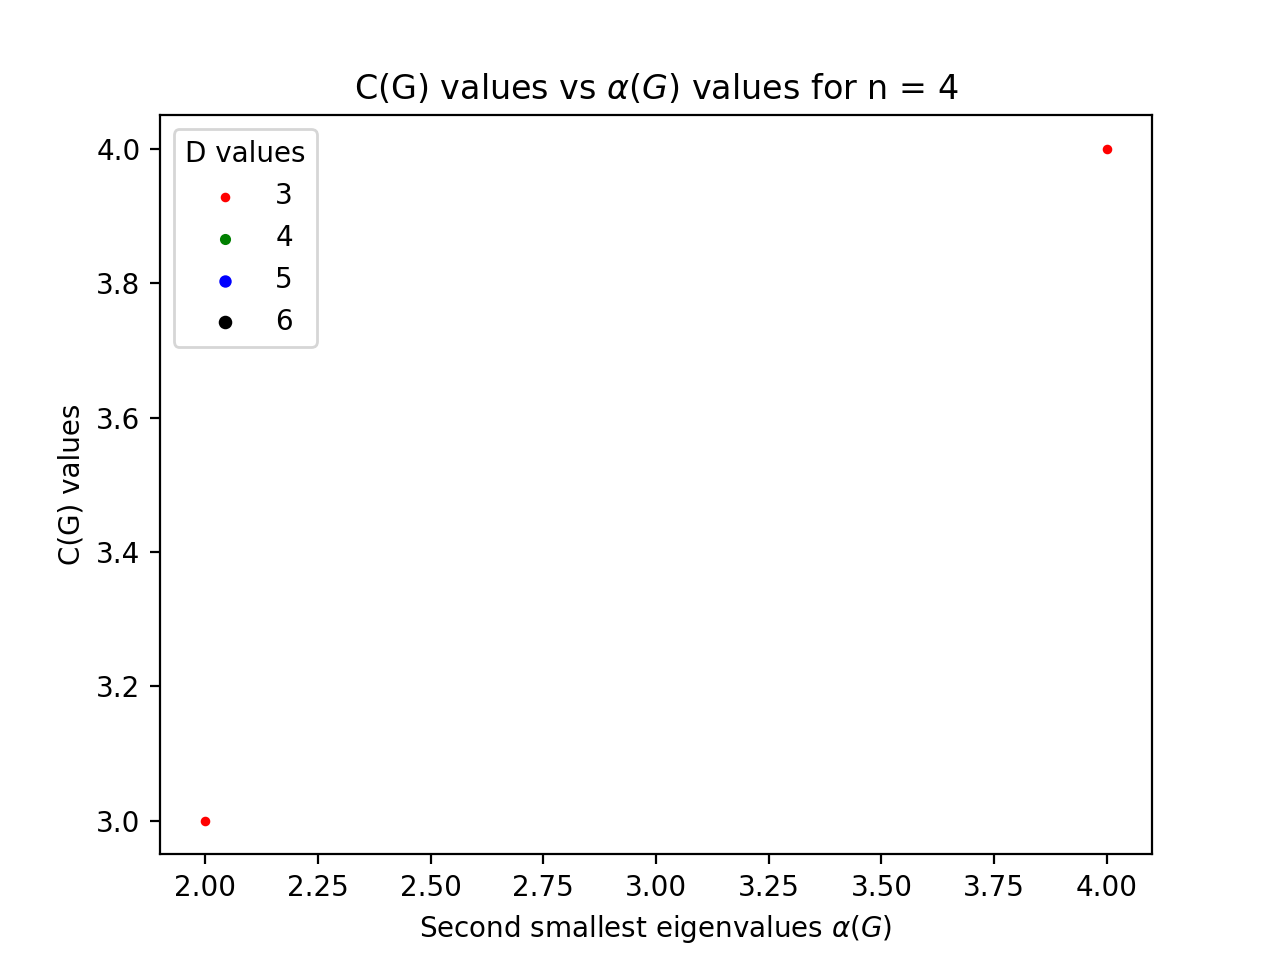 C(G) values vs α(G) values for n = 4
D values
3
4
5
6
4.0
3.8
3.6
3.4
3.2
3.0
C(G) values
2.00 2.25 2.50 2.75 3.00 3.25 3.50 3.75 4.00
Second smallest eigenvalues α(G)